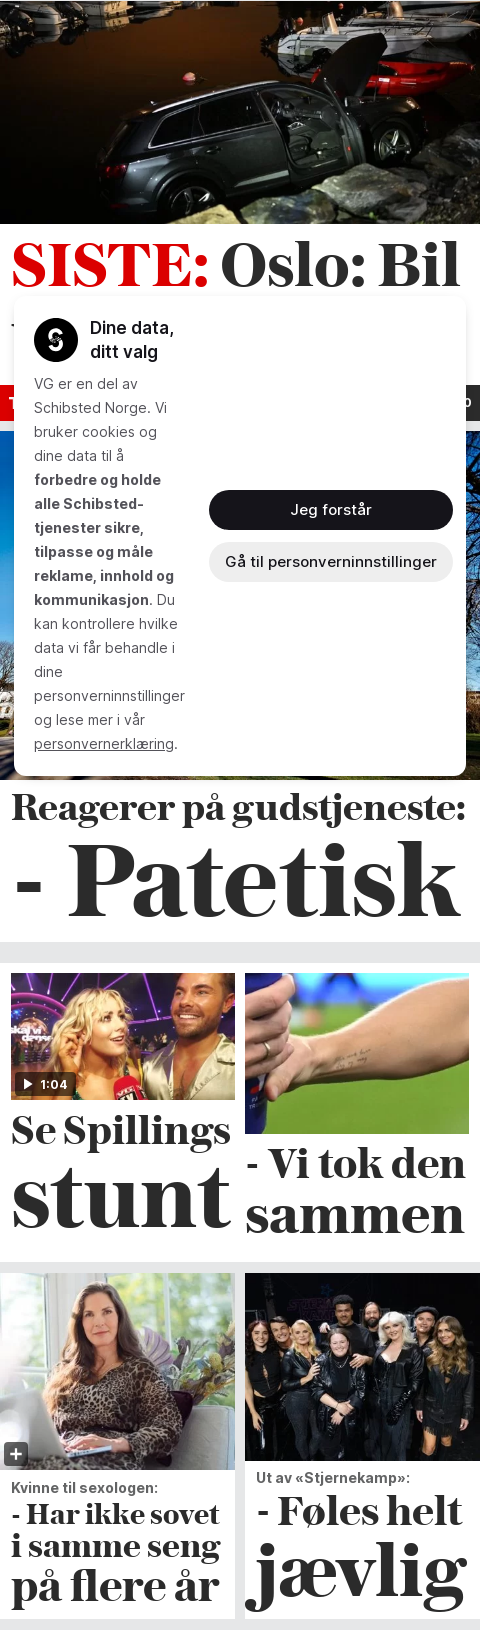 SISTE: Oslo: Bil
Dine data,
ditt valg
VG er en del av
Schibsted Norge. Vi
bruker cookies og
dine data til å
forbedre og holde
alle Schibsted-
tjenester sikre,
tilpasse og måle
reklame, innhold og
kommunikasjon. Du
kan kontrollere hvilke
data vi får behandle i
dine
personverninnstillinger
og lese mer i vår
personvernerklæring.
Jeg forstår
Gå til personverninnstillinger
Reagerer på gudstjeneste:
- Patetisk
1:04
Se Spillings
stunt
- Vi tok den
sammen
Kvinne til sexologen:
- Har ikke sovet
i samme seng
på flere år
Ut av «Stjernekamp»:
- Føles helt
jævlig